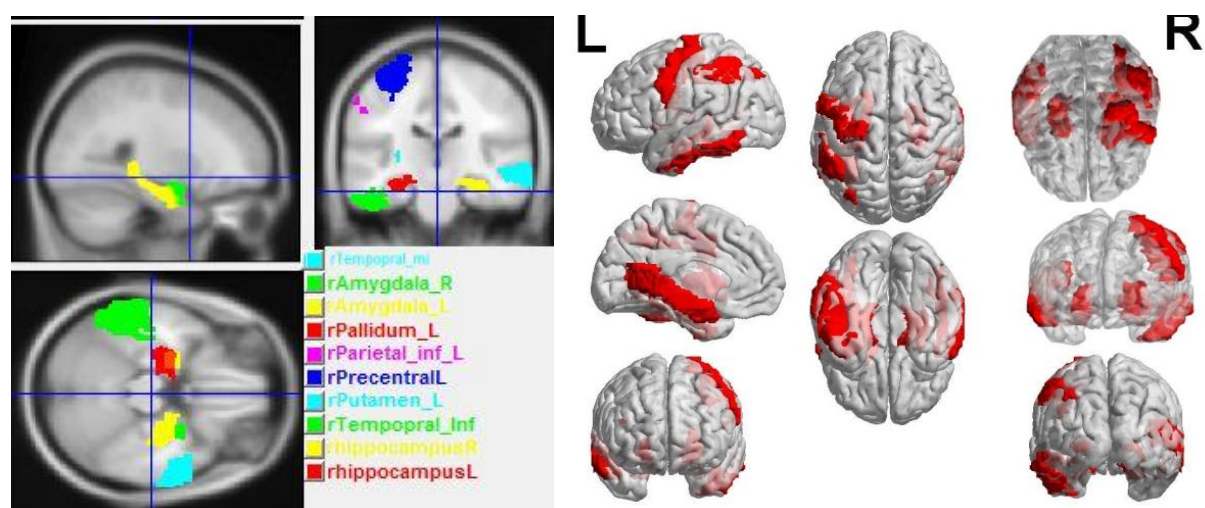 L
R
rTempopral_mi
rAmygdala_R
rAmygdala_L
rPallidum_L
rParietal_inf_L
rPrecentralL
rPutamen_L
rTempopral_Inf
rhippocampusR
rhippocampusL